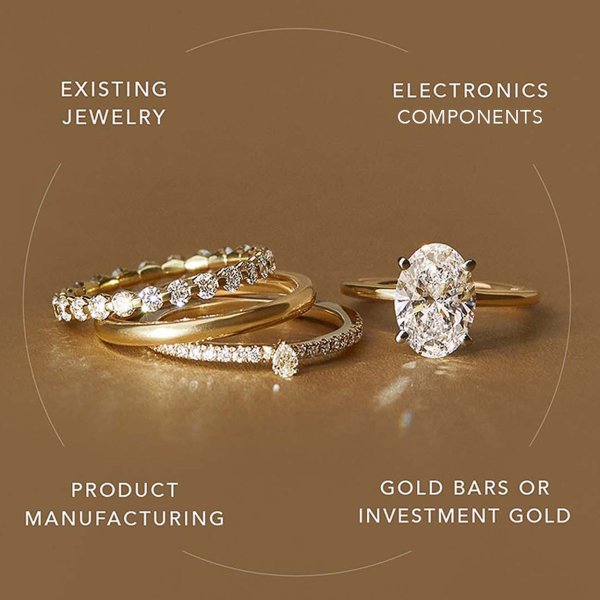 EXISTING
JEWELRY
ELECTRONICS
COMPONENTS
PRODUCT
MANUFACTURING
GOLD BARS OR
INVESTMENT GOLD